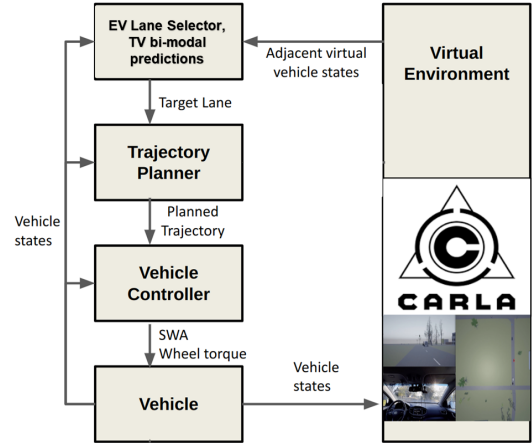 EV Lane Selector,
TV bi-modal
predictions
Adjacent virtual
vehicle states
Virtual
Environment
Target Lane
Trajectory
Planner
Planned
Trajectory
Vehicle
states
Vehicle
Controller
CARLA
SWA
Wheel torque
Vehicle
Vehicle
states